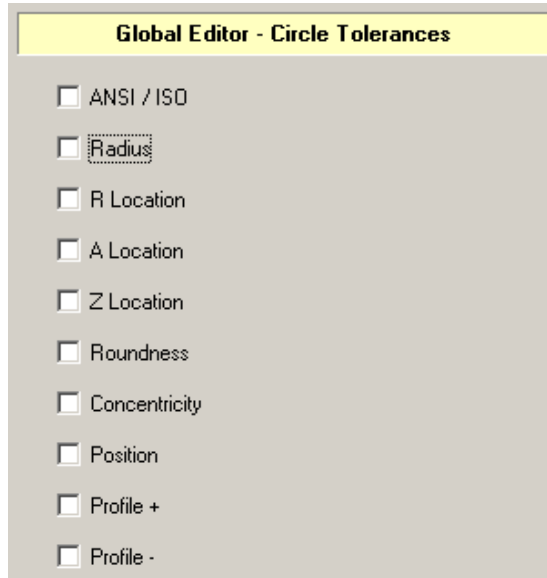 Global Editor - Circle Tolerances
ANSI / ISO
Radius
R Location
A Location
Z Location
Roundness
Concentricity
Position
Profile +
Profile -